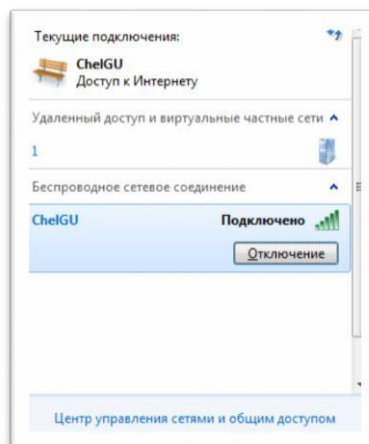 Текущие подключения:
ChelGU
Доступ к Интернету
Удаленный доступ и виртуальные частные сети
1
Беспроводное сетевое соединение
ChelGU Подключено
Отключение
Центр управления сетями и общим доступом